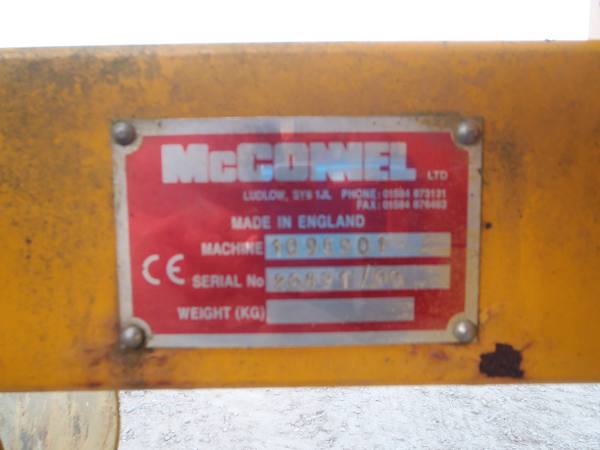 McCONNEL LTD
LUDLOW, SY8 1JL PHONE: 01584 873131
FAX: 01584 876463
MADE IN ENGLAND
MACHINE
CE SERIAL No
WEIGHT (KG)